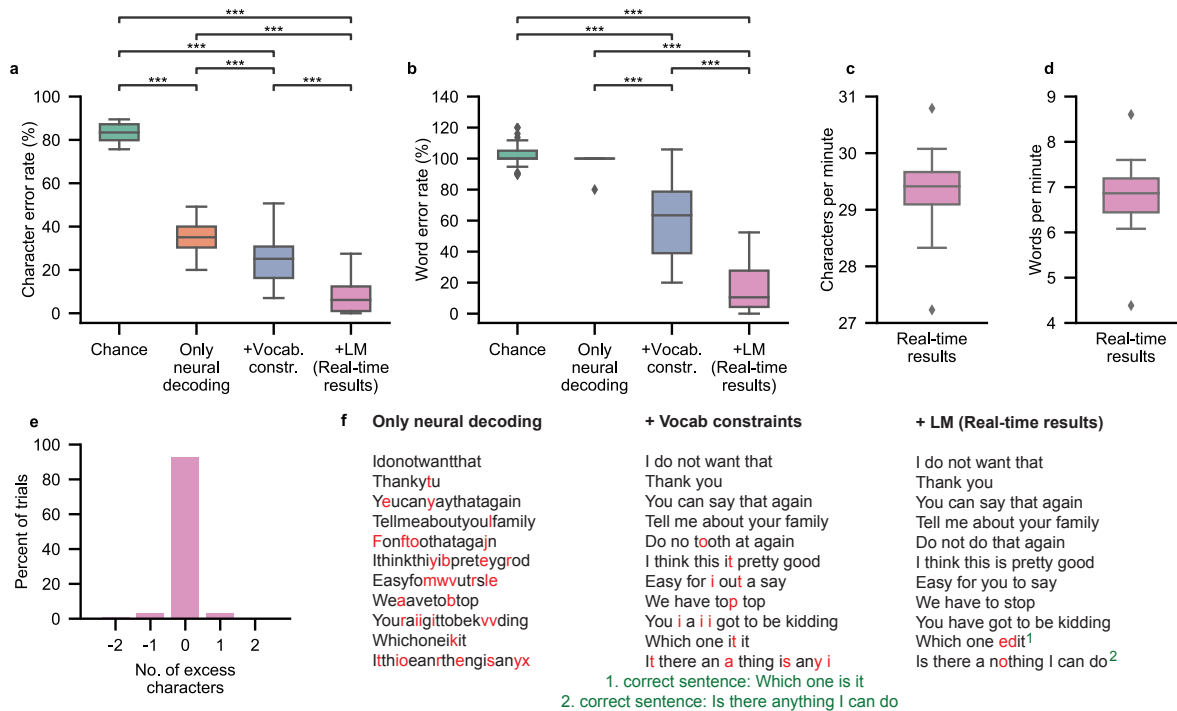 ***
***
***
***
***
***
***
***
***
***
a
b
c
d
Character error rate (%)
100
80
60
40
20
0
Chance
Only neural decoding
+Vocab. constr.
+LM (Real-time results)
Word error rate (%)
140
120
100
80
60
40
20
0
Chance
Only neural decoding
+Vocab. constr.
+LM (Real-time results)
Characters per minute
31
30
29
28
27
Real-time results
Words per minute
9
8
7
6
5
4
Real-time results
e
Percent of trials
100
80
60
40
20
0
-2 -1 0 1 2
No. of excess
characters
f
Only neural decoding
Idonotwantthat
Thankytu
Yeucanyaythatagain
Tellmeaboutyoulfamily
Fonftoothatagajn
Ithinkthiyibpreteygrod
Easyfomwvutrsle
Weaavetobtop
Youraiigittobekvvding
Whichoneikit
Itthioeanrthengisanyx
+ Vocab constraints
I do not want that
Thank you
You can say that again
Tell me about your family
Do no tooth at again
I think this it pretty good
Easy for i out a say
We have top top
You i a i i got to be kidding
Which one it it
It there an a thing is any i
+ LM (Real-time results)
I do not want that
Thank you
You can say that again
Tell me about your family
Do not do that again
I think this is pretty good
Easy for you to say
We have to stop
You have got to be kidding
Which one edit1
Is there a nothing I can do2
1. correct sentence: Which one is it
2. correct sentence: Is there anything I can do